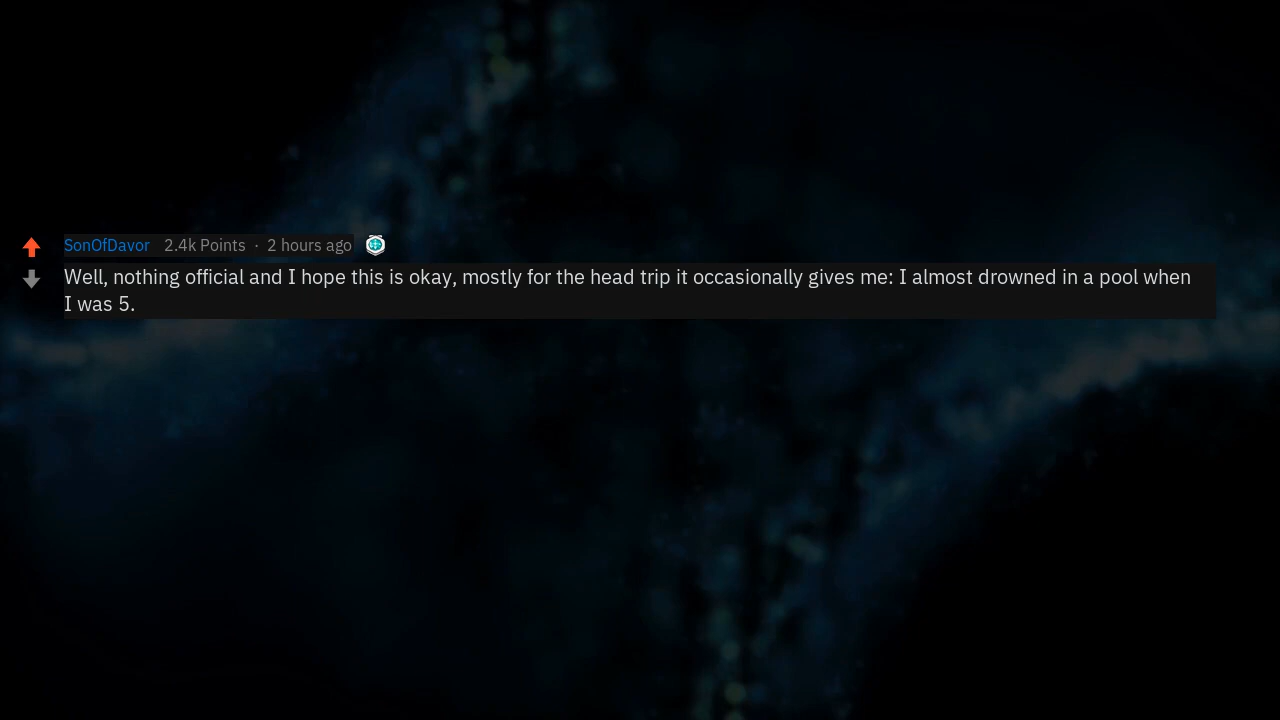 SonOfDavor 2.4k Points · 2 hours ago
Well, nothing official and I hope this is okay, mostly for the head trip it occasionally gives me: I almost drowned in a pool when
I was 5.